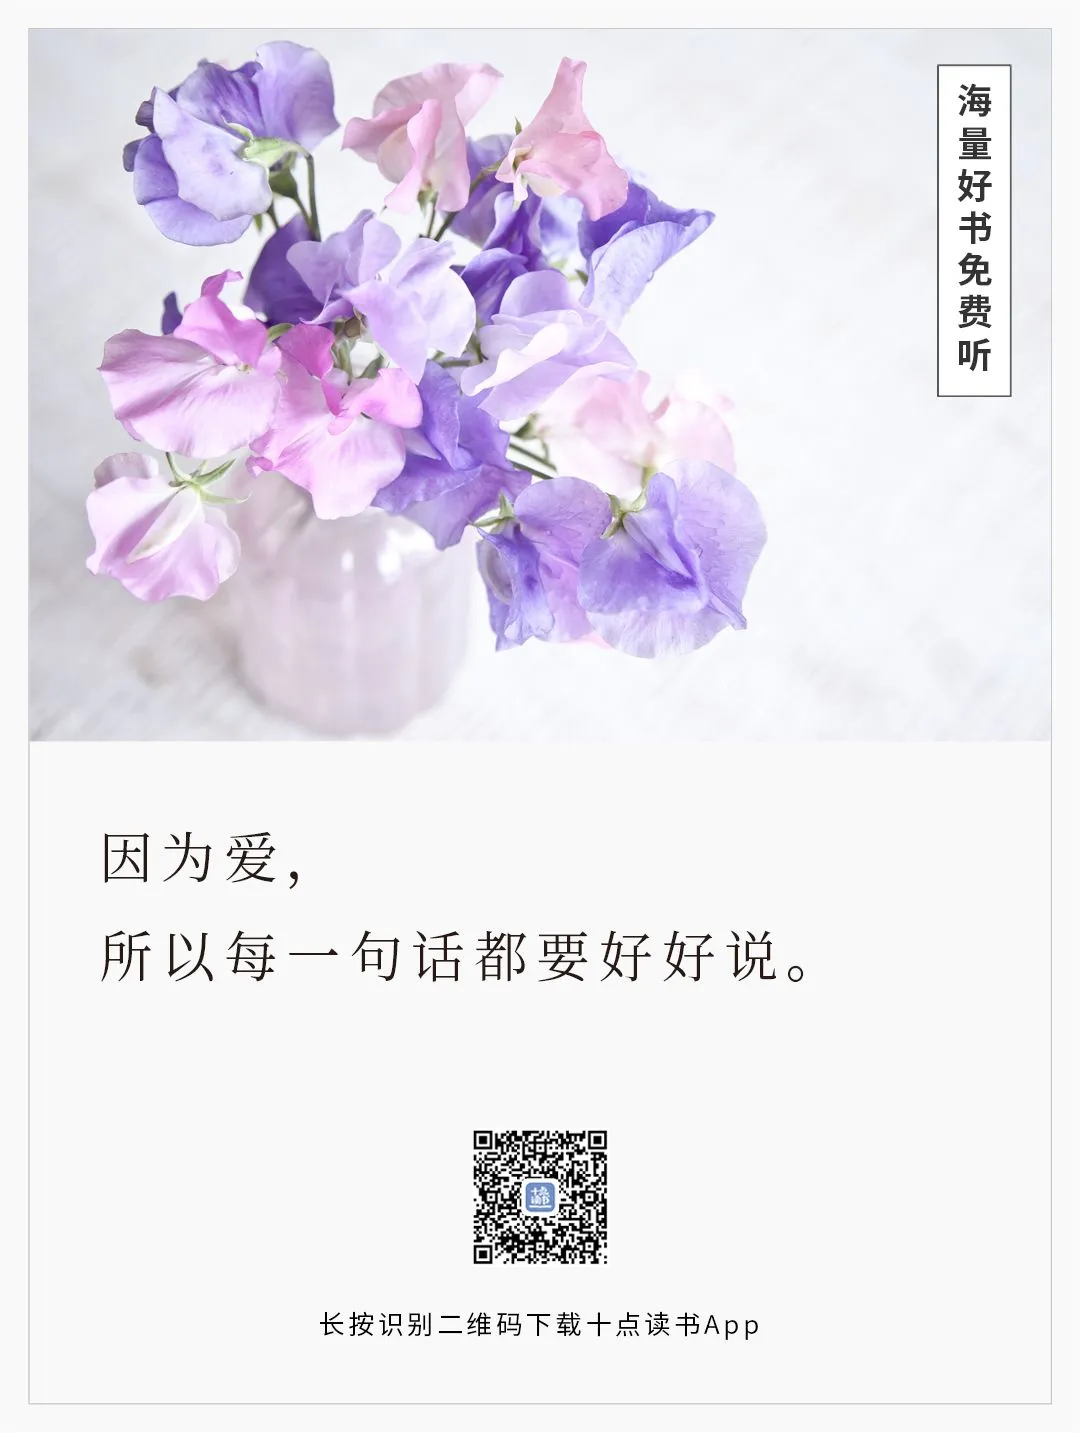 海量好书免费听
因为爱，
所以每一句话都要好好说。
长按识别二维码下载十点读书App